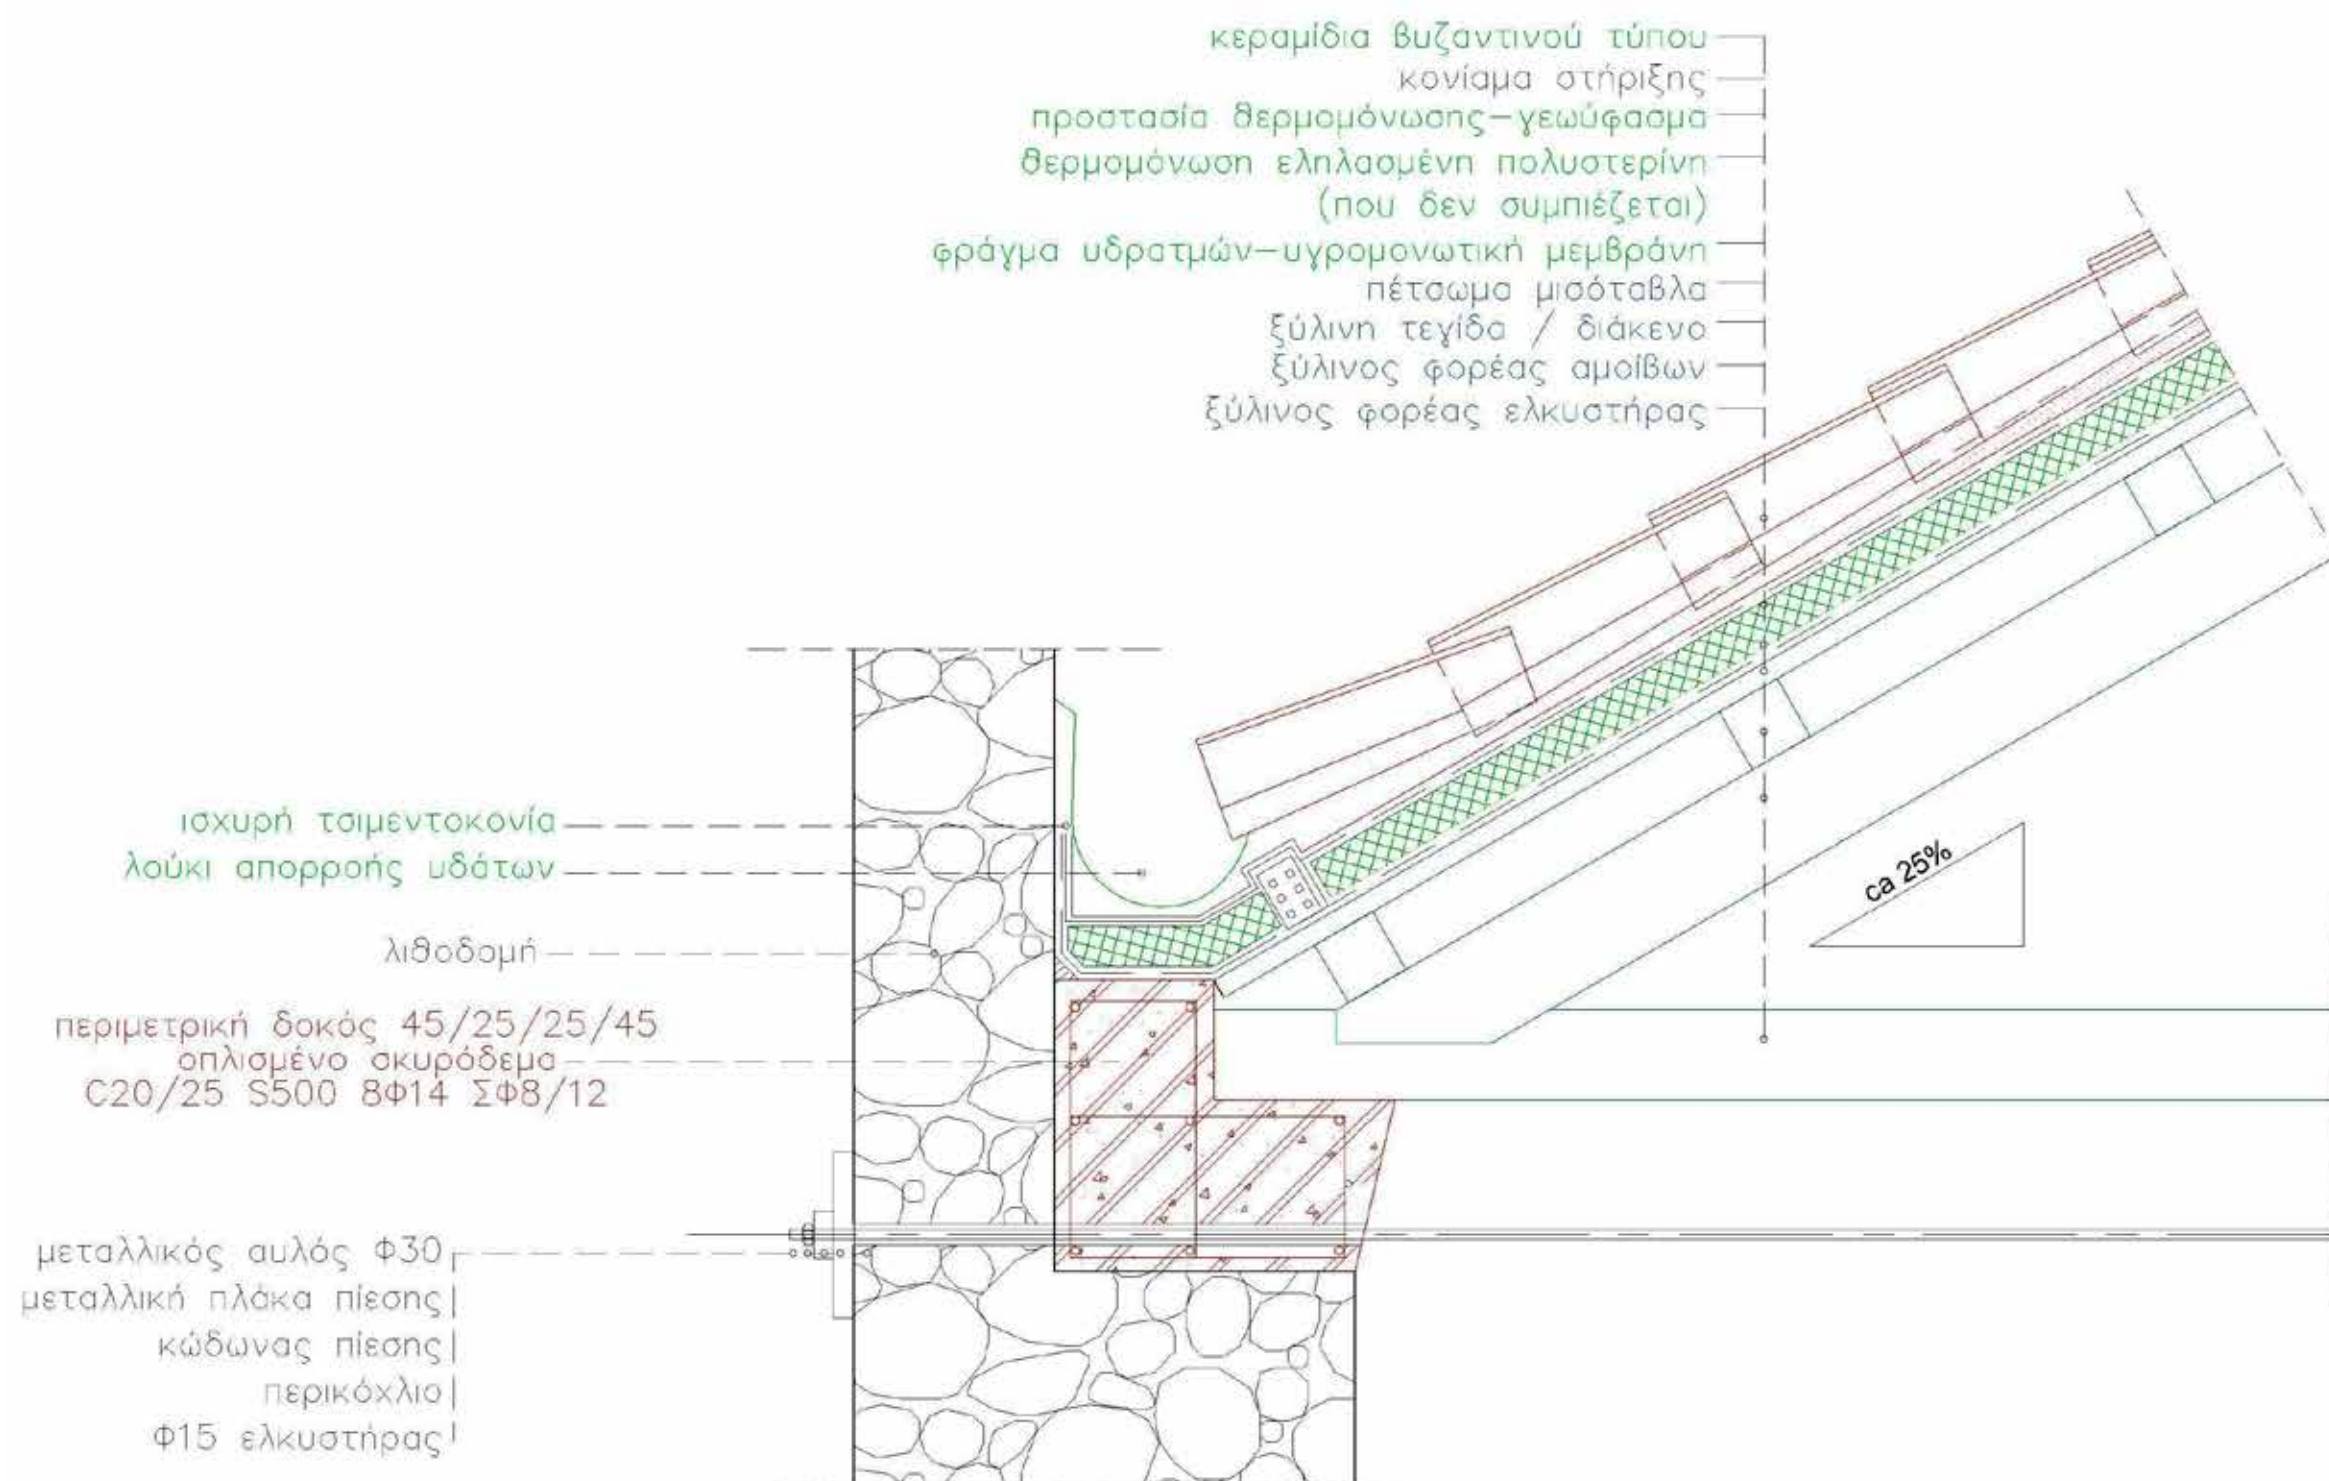 κεραμίδια βυζαντινού τύπου
κονίαμα στήριξης
προστασία θερμομόνωσης–γεωύφασμα
θερμομόνωση εληλασμένη πολυστερίνη
(που δεν συμπιέζεται)
φράγμα υδρατμών–υγρομονωτική μεμβράνη
πέτσωμα μισόταβλα
ξύλινη τεγίδα / διάκενο
ξύλινος φορέας αμοίβων
ξύλινος φορέας ελκυστήρας
ισχυρή τσιμεντοκονία
λούκι απορροής υδάτων
ca 25%
λιθοδομή
περιμετρική δοκός 45/25/25/45
οπλισμένο σκυρόδεμα
C20/25 S500 8Φ14 ΣΦ8/12
μεταλλικός αυλός Φ30
μεταλλική πλάκα πίεσης
κώδωνας πίεσης
περικόχλιο
Φ15 ελκυστήρας